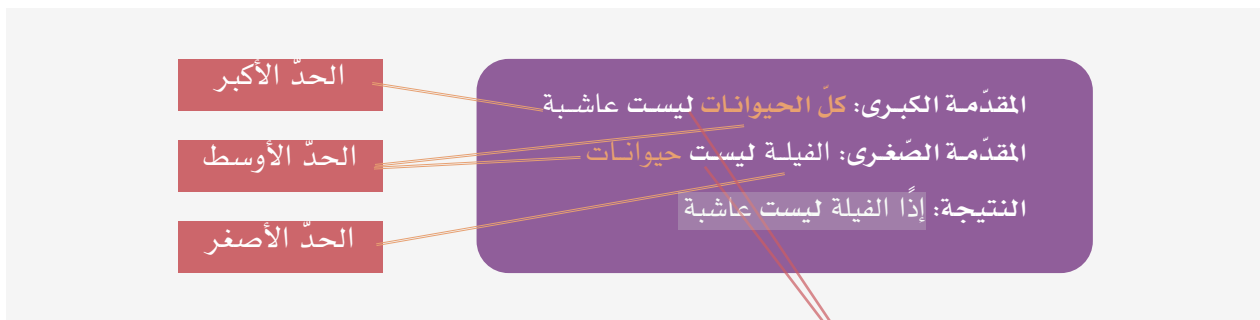 المقدّمة الكبرى: كلّ الحيوانات ليست عاشبة
المقدّمة الصّغرى: الفيلة ليست حيوانات
النتيجة: إذًا الفيلة ليست عاشبة
الحدّ الأكبر
الحدّ الأوسط
الحدّ الأصغر